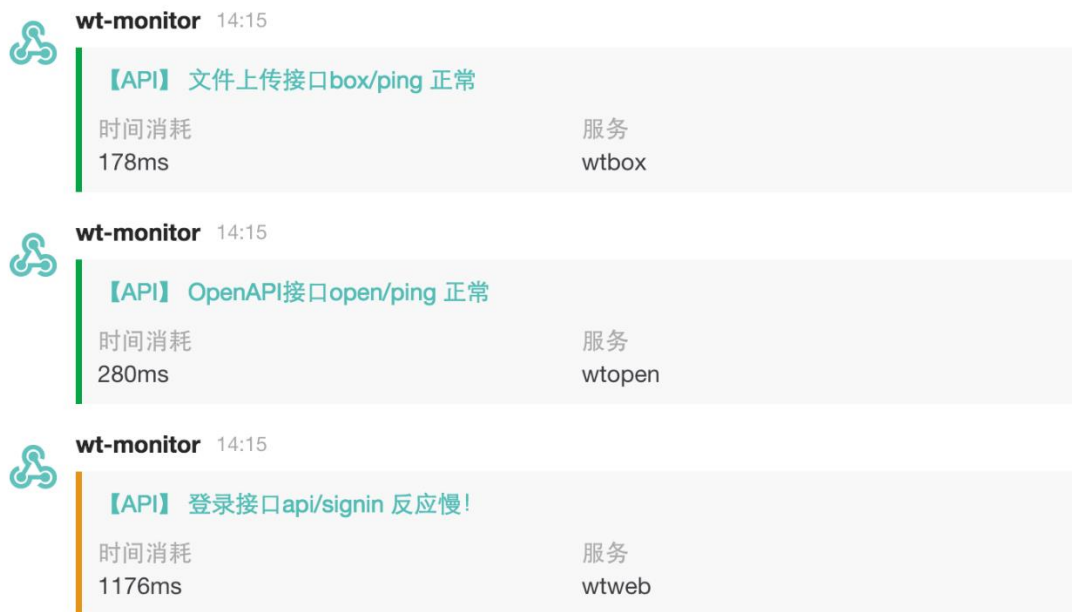 wt-monitor 14:15
【API】 文件上传接口box/ping 正常
时间消耗 服务
178ms wtbox
wt-monitor 14:15
【API】 OpenAPI接口open/ping 正常
时间消耗 服务
280ms wtopen
wt-monitor 14:15
【API】 登录接口api/signin 反应慢！
时间消耗 服务
1176ms wtweb